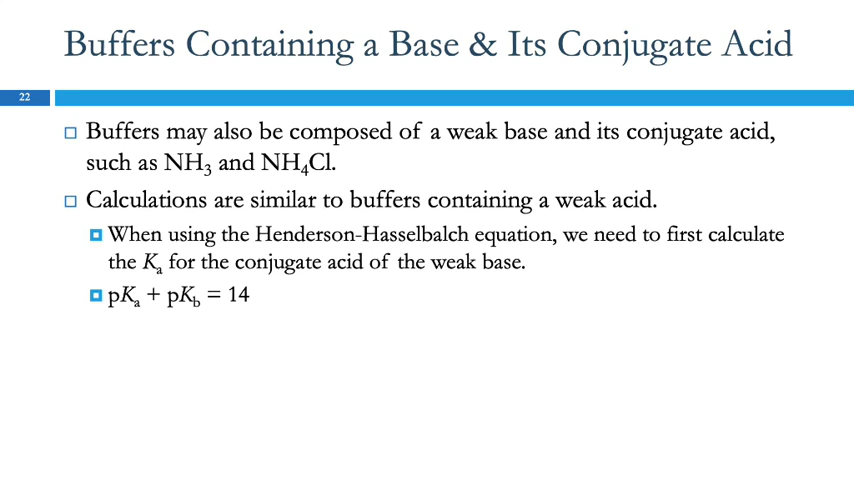 Buffers Containing a Base & Its Conjugate Acid
22
Buffers may also be composed of a weak base and its conjugate acid,
such as NH₃ and NH₄Cl.
Calculations are similar to buffers containing a weak acid.
When using the Henderson-Hasselbalch equation, we need to first calculate
the Kₐ for the conjugate acid of the weak base.
pKₐ + pK_b = 14